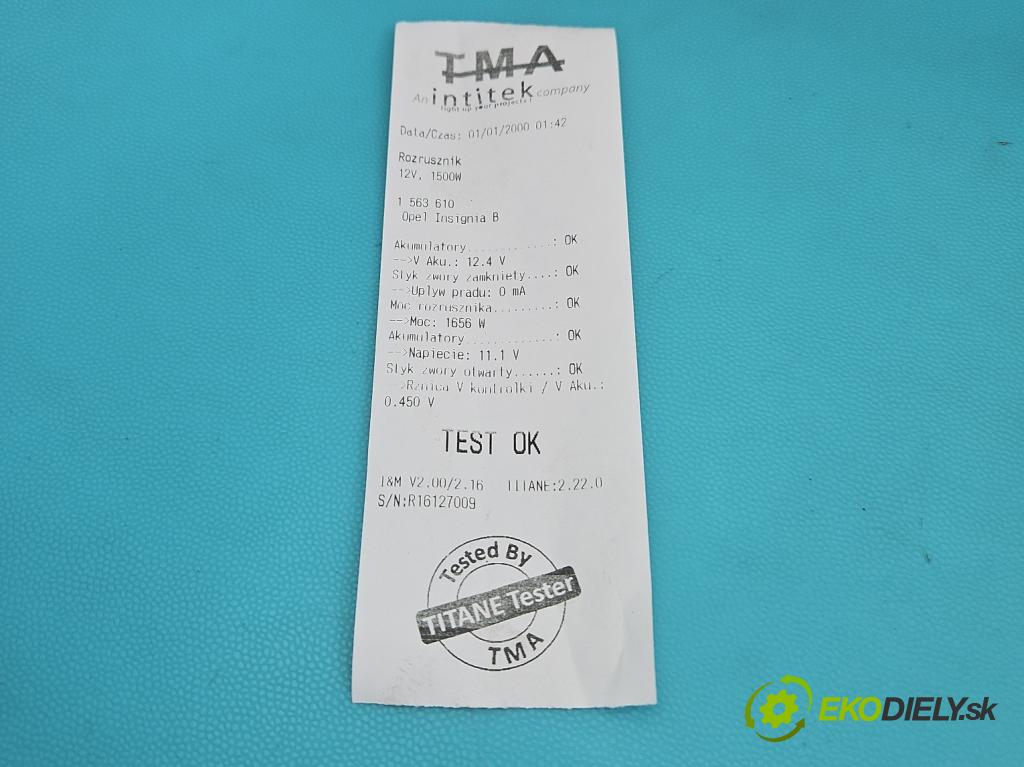 TMA
An intitek company
light up your projects !
Data/Czas: 01/01/2000 01:42
Rozrusznik
12V, 1500W
1 563 610
Opel Insignia B
Akumulatory.............: OK
-->V Aku.: 12.4 V
Styk zwory zamkniety....: OK
-->Uplyw pradu: 0 mA
Moc rozrusznika.........: OK
-->Moc: 1656 W
Akumulatory.............: OK
-->Napiecie: 11.1 V
Styk zwory otwarty......: OK
-->Rznica V kontrolki / V Aku.:
0.450 V
TEST OK
I&M V2.00/2.16 TITANE:2.22.0
S/N:R16127009
Tested By
TITANE Tester
TMA
EKODIELY.sk